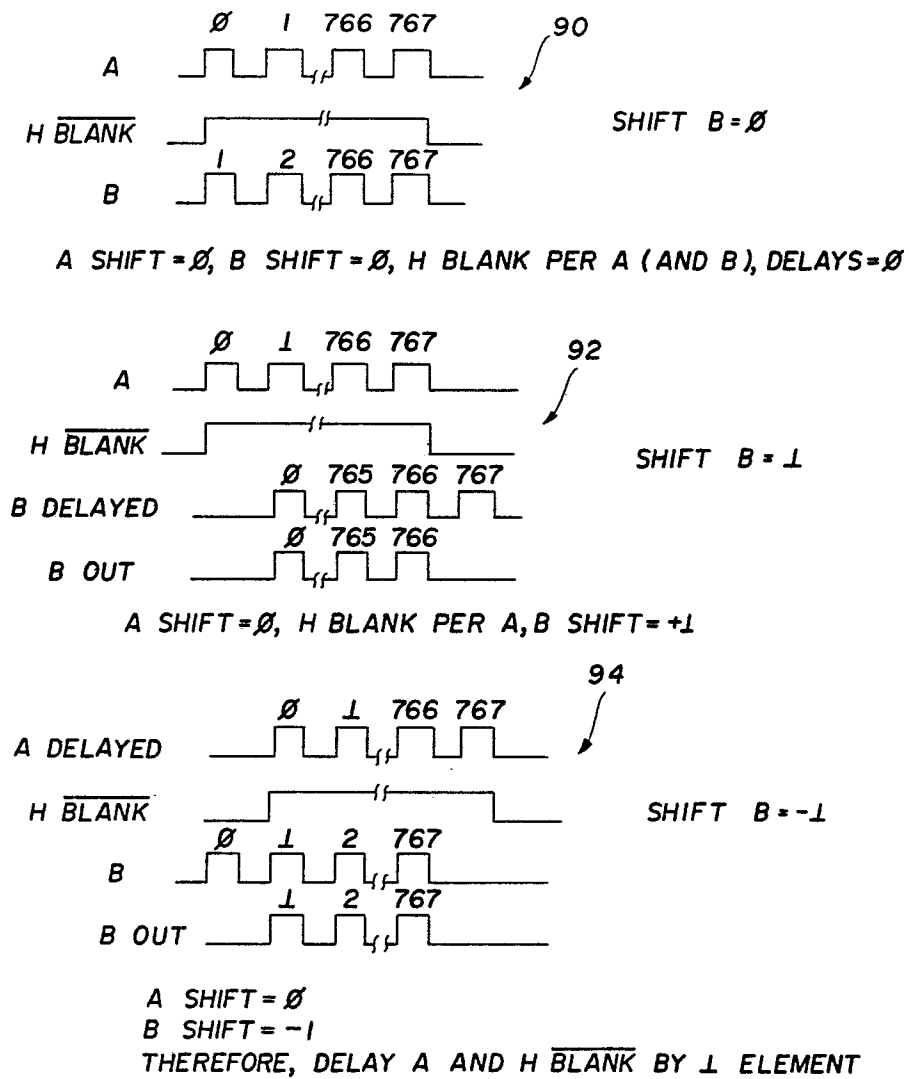 Ø 1 766 767
90
A
H BLANK
SHIFT B=Ø
1 2 766 767
B
A SHIFT=Ø, B SHIFT=Ø, H BLANK PER A (AND B), DELAYS=Ø
Ø 1 766 767
92
A
H BLANK
SHIFT B=1
Ø 765 766 767
B DELAYED
Ø 765 766
B OUT
A SHIFT=Ø, H BLANK PER A, B SHIFT=+1
94
Ø 1 766 767
A DELAYED
H BLANK
SHIFT B=-1
Ø 1 2 767
B
1 2 767
B OUT
A SHIFT=Ø
B SHIFT=-1
THEREFORE, DELAY A AND H BLANK BY 1 ELEMENT